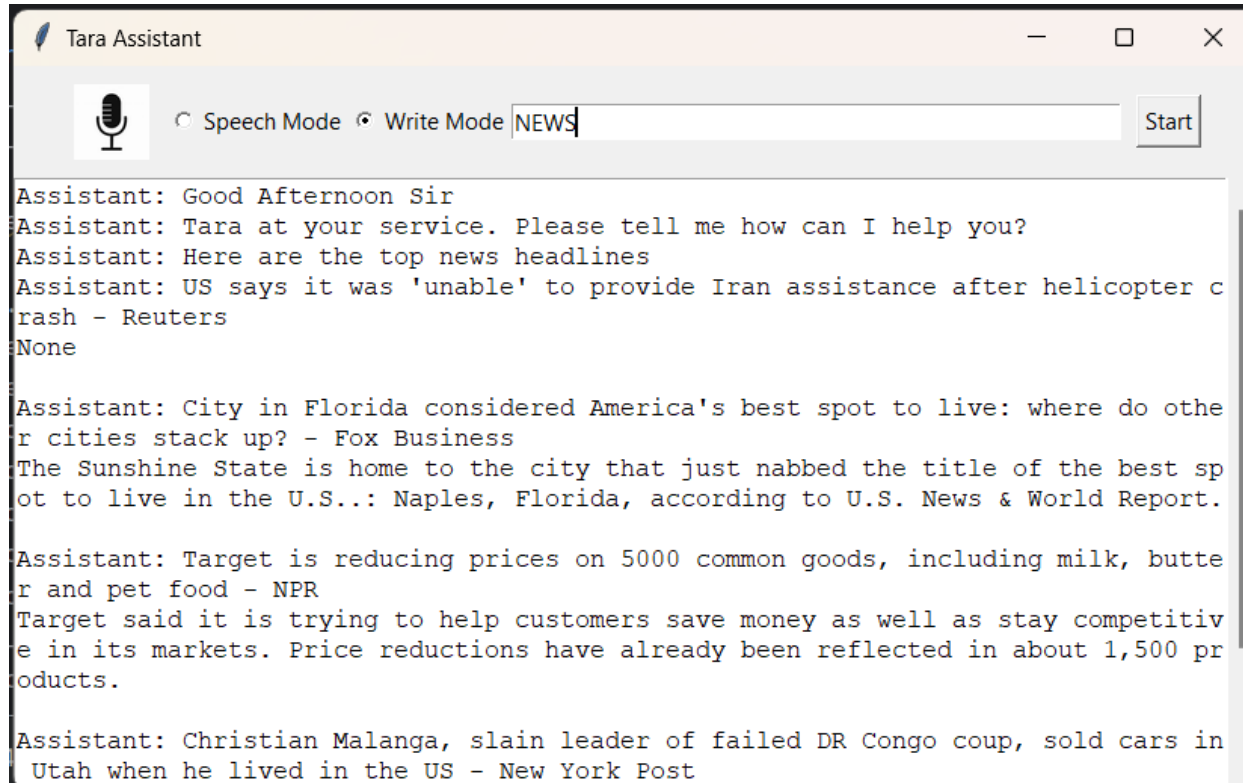 Tara Assistant
Speech Mode Write Mode NEWS Start
Assistant: Good Afternoon Sir
Assistant: Tara at your service. Please tell me how can I help you?
Assistant: Here are the top news headlines
Assistant: US says it was 'unable' to provide Iran assistance after helicopter c
rash - Reuters
None
Assistant: City in Florida considered America's best spot to live: where do othe
r cities stack up? - Fox Business
The Sunshine State is home to the city that just nabbed the title of the best sp
ot to live in the U.S..: Naples, Florida, according to U.S. News & World Report.
Assistant: Target is reducing prices on 5000 common goods, including milk, butte
r and pet food - NPR
Target said it is trying to help customers save money as well as stay competitiv
e in its markets. Price reductions have already been reflected in about 1,500 pr
oducts.
Assistant: Christian Malanga, slain leader of failed DR Congo coup, sold cars in
Utah when he lived in the US - New York Post